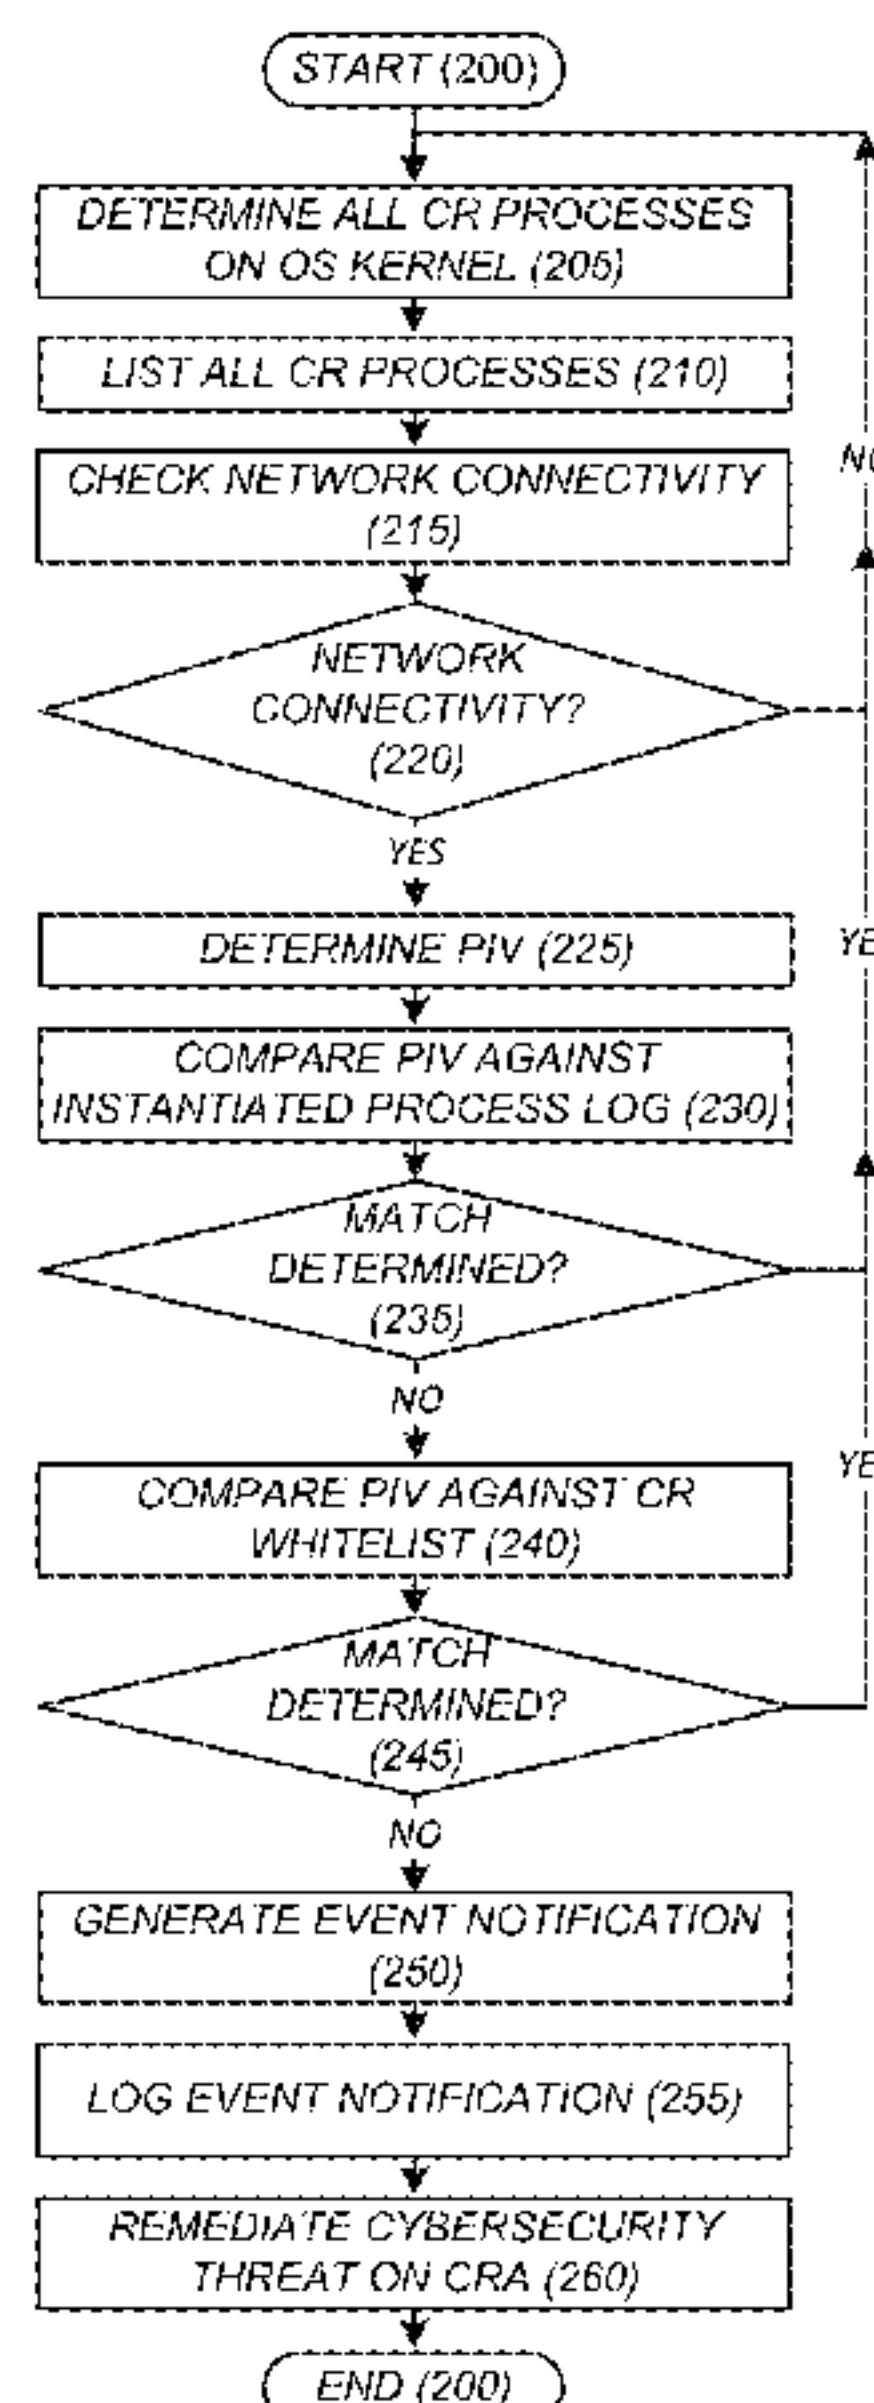 START (200)
DETERMINE ALL CR PROCESSES
ON OS KERNEL (205)
LIST ALL CR PROCESSES (210)
CHECK NETWORK CONNECTIVITY
(215)
NETWORK
CONNECTIVITY?
(220)
YES
DETERMINE PIV (225)
COMPARE PIV AGAINST
INSTANTIATED PROCESS LOG (230)
MATCH
DETERMINED?
(235)
NO
COMPARE PIV AGAINST CR
WHITELIST (240)
MATCH
DETERMINED?
(245)
NO
GENERATE EVENT NOTIFICATION
(250)
LOG EVENT NOTIFICATION (255)
REMEDIATE CYBERSECURITY
THREAT ON CRA (260)
END (200)